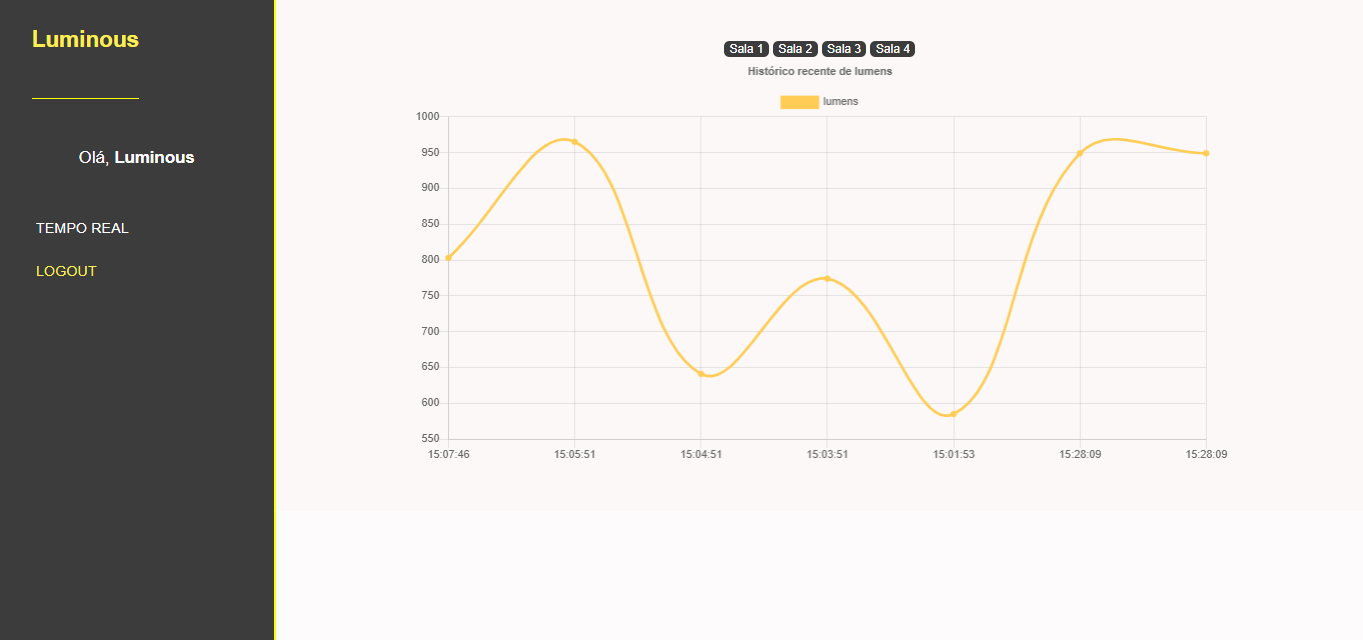 Luminous
Olá, Luminous
TEMPO REAL
LOGOUT
Sala 1 Sala 2 Sala 3 Sala 4
Histórico recente de lumens
lumens
1000
950
900
850
800
750
700
650
600
550
15:07:46 15:05:51 15:04:51 15:03:51 15:01:53 15:28:09 15:28:09